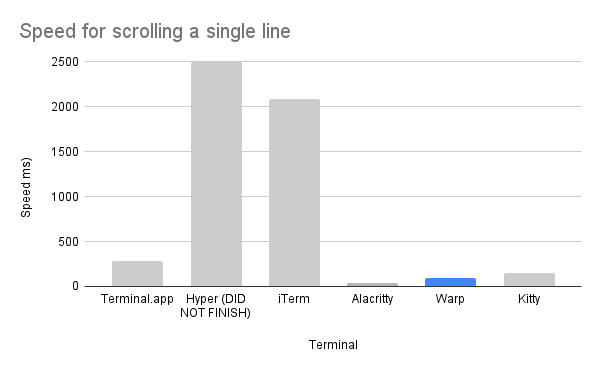 Speed for scrolling a single line
2500
2000
1500
1000
500
0
Speed ms)
Terminal.app
Hyper (DID
NOT FINISH)
iTerm
Alacritty
Warp
Kitty
Terminal